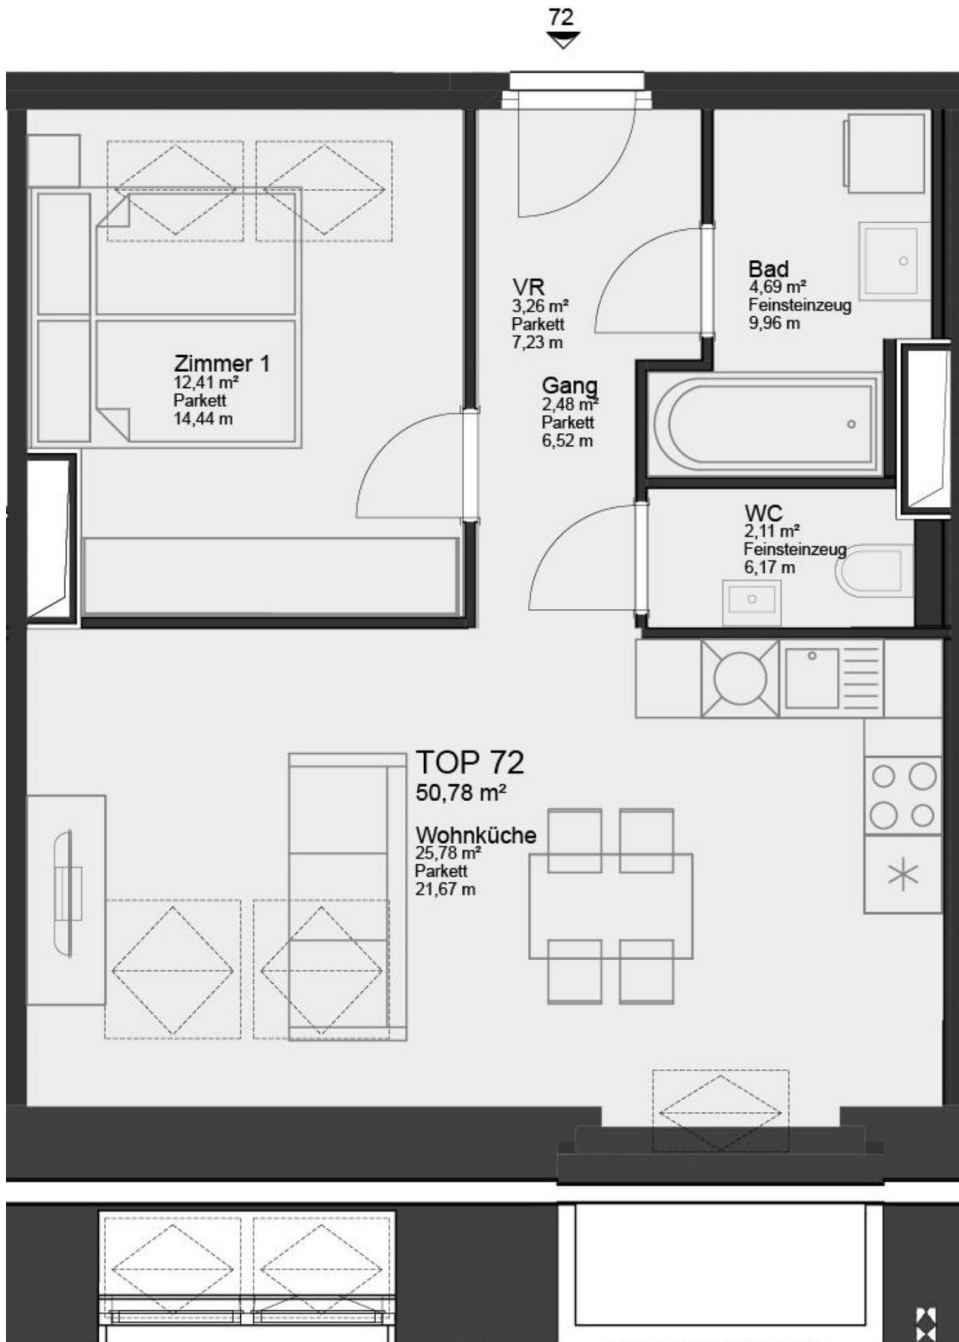 72
VR
3,26 m²
Parkett
7,23 m
Bad
4,69 m²
Feinsteinzeug
9,96 m
Zimmer 1
12,41 m²
Parkett
14,44 m
Gang
2,48 m²
Parkett
6,52 m
WC
2,11 m²
Feinsteinzeug
6,17 m
TOP 72
50,78 m²
Wohnküche
25,78 m²
Parkett
21,67 m